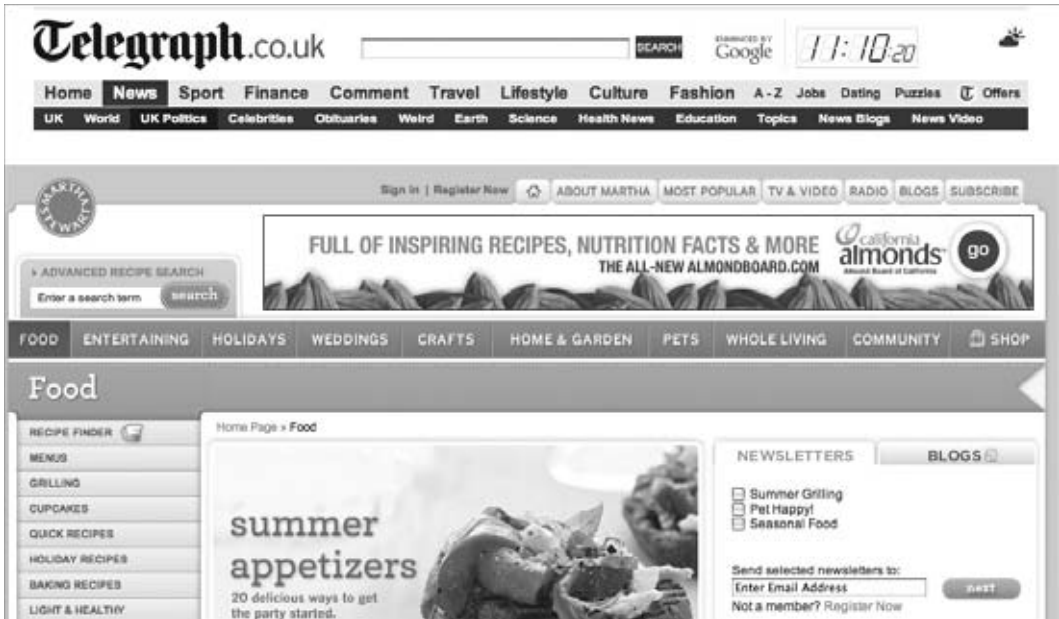 Telegraph.co.uk SEARCH ENHANCED BY Google 11:10:20
Home News Sport Finance Comment Travel Lifestyle Culture Fashion A - Z Jobs Dating Puzzles T Offers
UK World UK Politics Celebrities Obituaries Weird Earth Science Health News Education Topics News Blogs News Video
MARTHA STEWART
Sign in | Register Now ABOUT MARTHA MOST POPULAR TV & VIDEO RADIO BLOGS SUBSCRIBE
FULL OF INSPIRING RECIPES, NUTRITION FACTS & MORE
THE ALL-NEW ALMONDBOARD.COM
california
almonds
Almond Board of California
go
ADVANCED RECIPE SEARCH
Enter a search term search
FOOD ENTERTAINING HOLIDAYS WEDDINGS CRAFTS HOME & GARDEN PETS WHOLE LIVING COMMUNITY SHOP
Food
RECIPE FINDER
MENUS
GRILLING
CUPCAKES
QUICK RECIPES
HOLIDAY RECIPES
BAKING RECIPES
LIGHT & HEALTHY
Home Page » Food
summer
appetizers
20 delicious ways to get
the party started.
NEWSLETTERS BLOGS
Summer Grilling
Pet Happy!
Seasonal Food
Send selected newsletters to:
Enter Email Address next
Not a member? Register Now